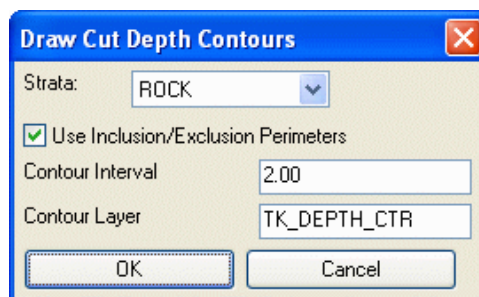 Draw Cut Depth Contours
Strata: ROCK
Use Inclusion/Exclusion Perimeters
Contour Interval 2.00
Contour Layer TK_DEPTH_CTR
OK Cancel